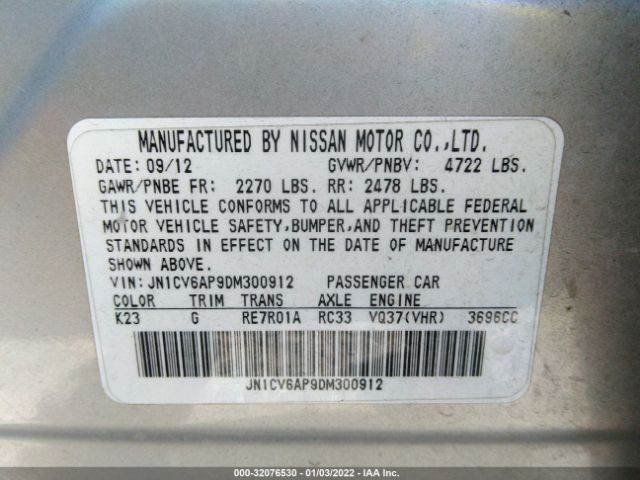 MANUFACTURED BY NISSAN MOTOR CO.,LTD.
DATE: 09/12 GVWR/PNBV: 4722 LBS.
GAWR/PNBE FR: 2270 LBS. RR: 2478 LBS.
THIS VEHICLE CONFORMS TO ALL APPLICABLE FEDERAL
MOTOR VEHICLE SAFETY,BUMPER,AND THEFT PREVENTION
STANDARDS IN EFFECT ON THE DATE OF MANUFACTURE
SHOWN ABOVE.
VIN: JN1CV6AP9DM300912 PASSENGER CAR
COLOR TRIM TRANS AXLE ENGINE
K23 G RE7R01A RC33 VQ37(VHR) 3696CC
JN1CV6AP9DM300912
000-32076530 - 01/03/2022 - IAA Inc.